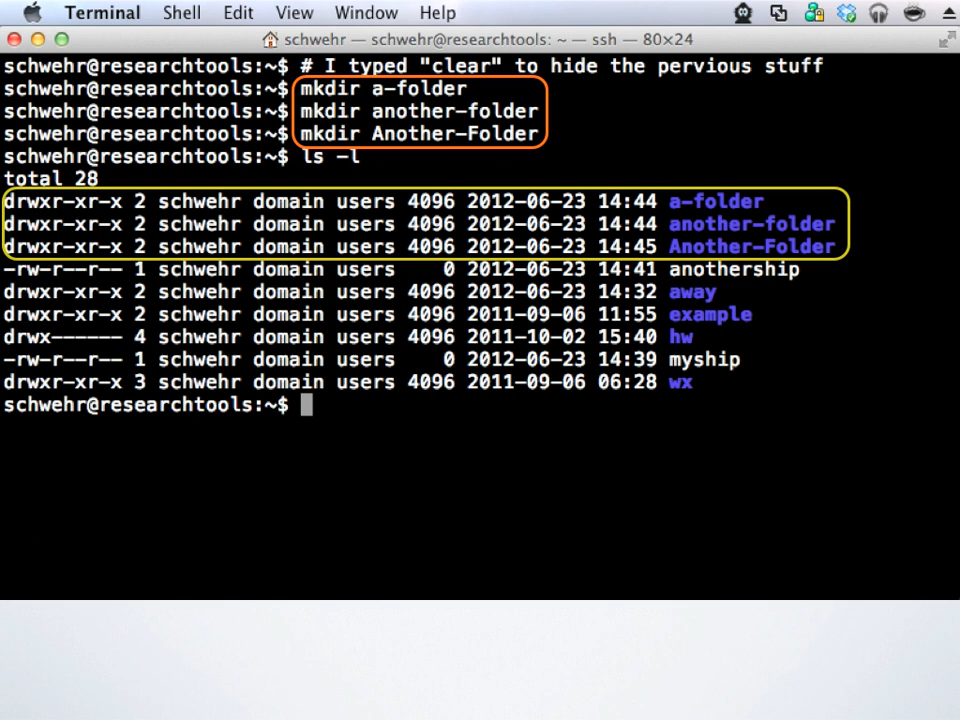 Terminal Shell Edit View Window Help
schwehr — schwehr@researchtools: ~ — ssh — 80×24
schwehr@researchtools:~$ # I typed "clear" to hide the pervious stuff
schwehr@researchtools:~$ mkdir a-folder
schwehr@researchtools:~$ mkdir another-folder
schwehr@researchtools:~$ mkdir Another-Folder
schwehr@researchtools:~$ ls -l
total 28
drwxr-xr-x 2 schwehr domain users 4096 2012-06-23 14:44 a-folder
drwxr-xr-x 2 schwehr domain users 4096 2012-06-23 14:44 another-folder
drwxr-xr-x 2 schwehr domain users 4096 2012-06-23 14:45 Another-Folder
-rw-r--r-- 1 schwehr domain users    0 2012-06-23 14:41 anothership
drwxr-xr-x 2 schwehr domain users 4096 2012-06-23 14:32 away
drwxr-xr-x 2 schwehr domain users 4096 2011-09-06 11:55 example
drwx------ 4 schwehr domain users 4096 2011-10-02 15:40 hw
-rw-r--r-- 1 schwehr domain users    0 2012-06-23 14:39 myship
drwxr-xr-x 3 schwehr domain users 4096 2011-09-06 06:28 wx
schwehr@researchtools:~$